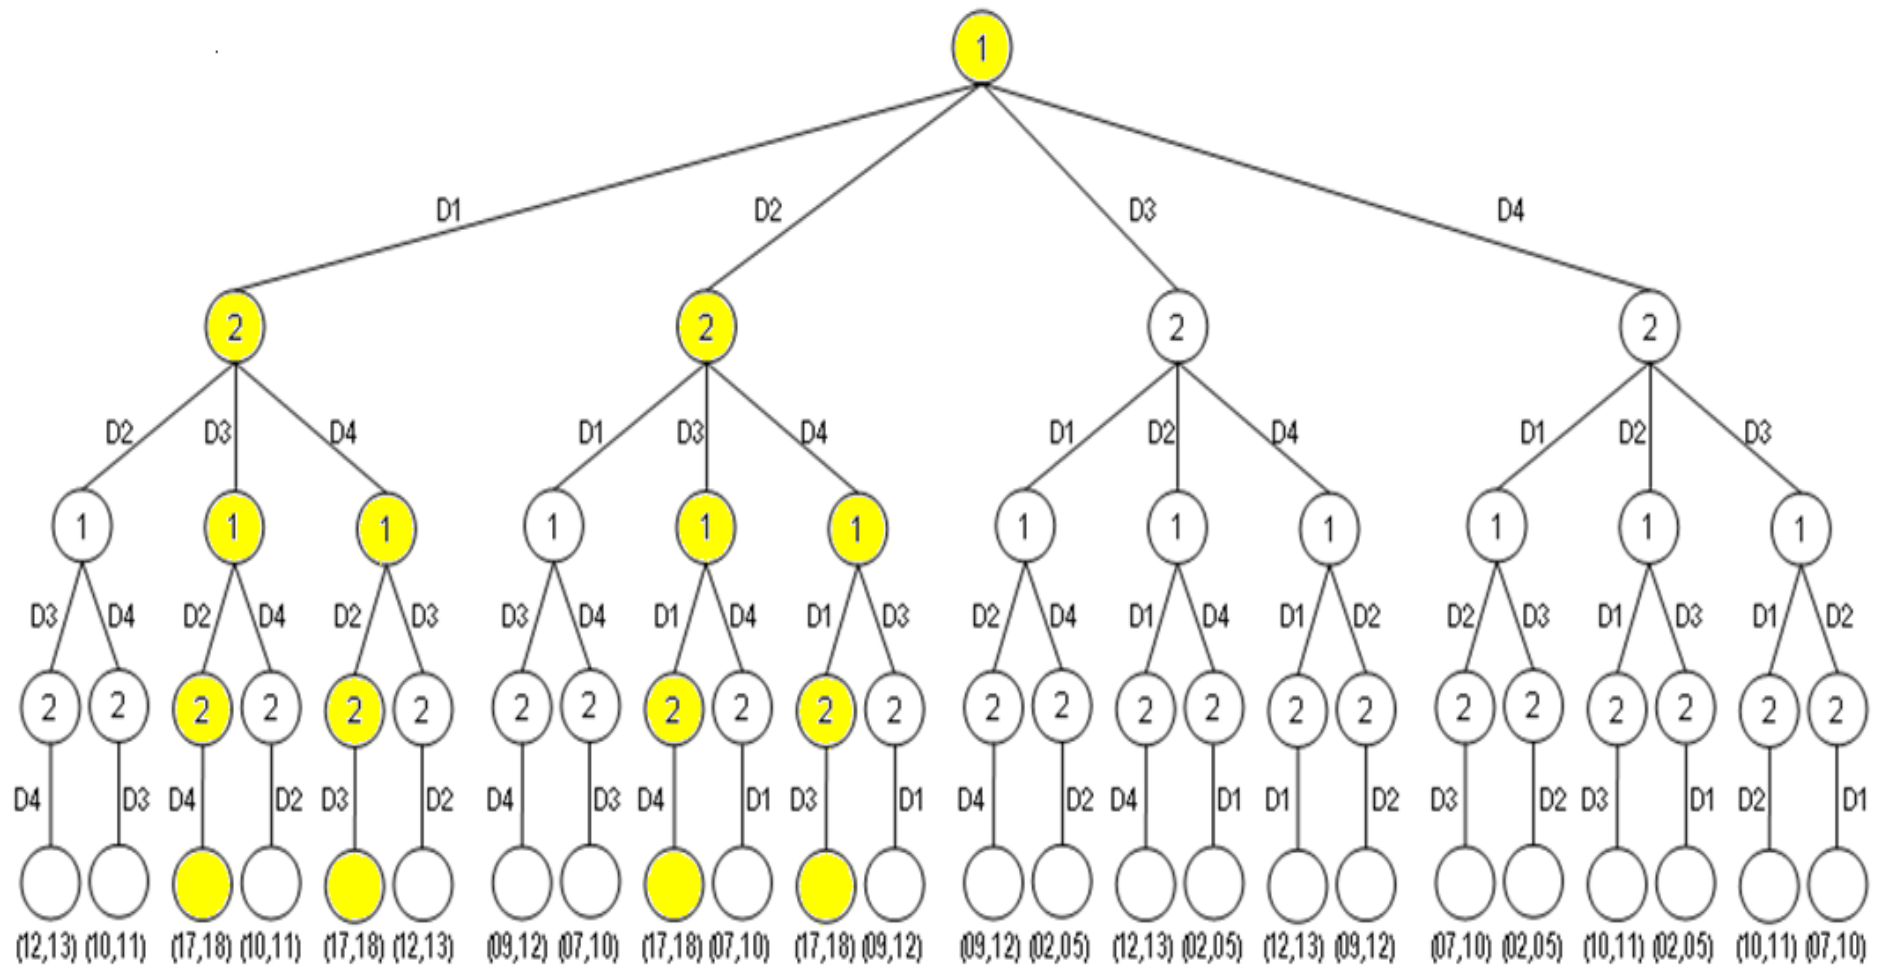 1
D1 D2 D3 D4
2 2 2 2
D2 D3 D4 D1 D3 D4 D1 D2 D4 D1 D2 D3
1 1 1 1 1 1 1 1 1 1 1 1
D3 D4 D2 D4 D2 D3 D3 D4 D1 D4 D1 D3 D2 D4 D1 D4 D1 D2 D2 D3 D1 D3 D1 D2
2 2 2 2 2 2 2 2 2 2 2 2 2 2 2 2 2 2 2 2 2 2 2 2
D4 D3 D4 D2 D3 D2 D4 D3 D4 D1 D3 D1 D4 D2 D4 D1 D1 D2 D3 D2 D3 D1 D2 D1
(12,13) (10,11) (17,18) (10,11) (17,18) (12,13) (09,12) (07,10) (17,18) (07,10) (17,18) (09,12) (09,12) (02,05) (12,13) (02,05) (12,13) (09,12) (07,10) (02,05) (10,11) (02,05) (10,11) (07,10)